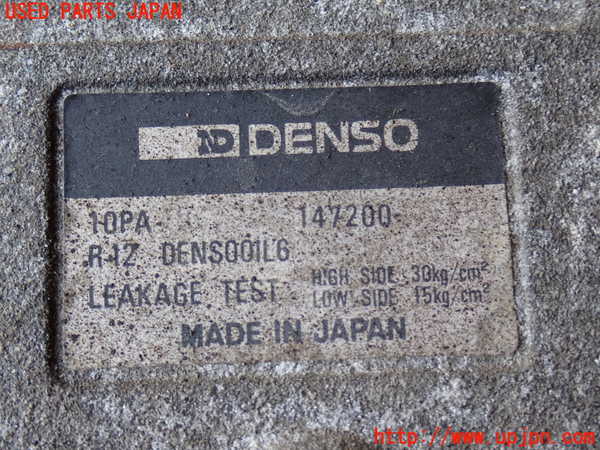 USED PARTS JAPAN
ND DENSO
10PA 147200-
R-12 DENSO01L6
LEAKAGE TEST HIGH SIDE 30kg/cm²
LOW SIDE 15kg/cm²
MADE IN JAPAN
http://www.upjpn.com